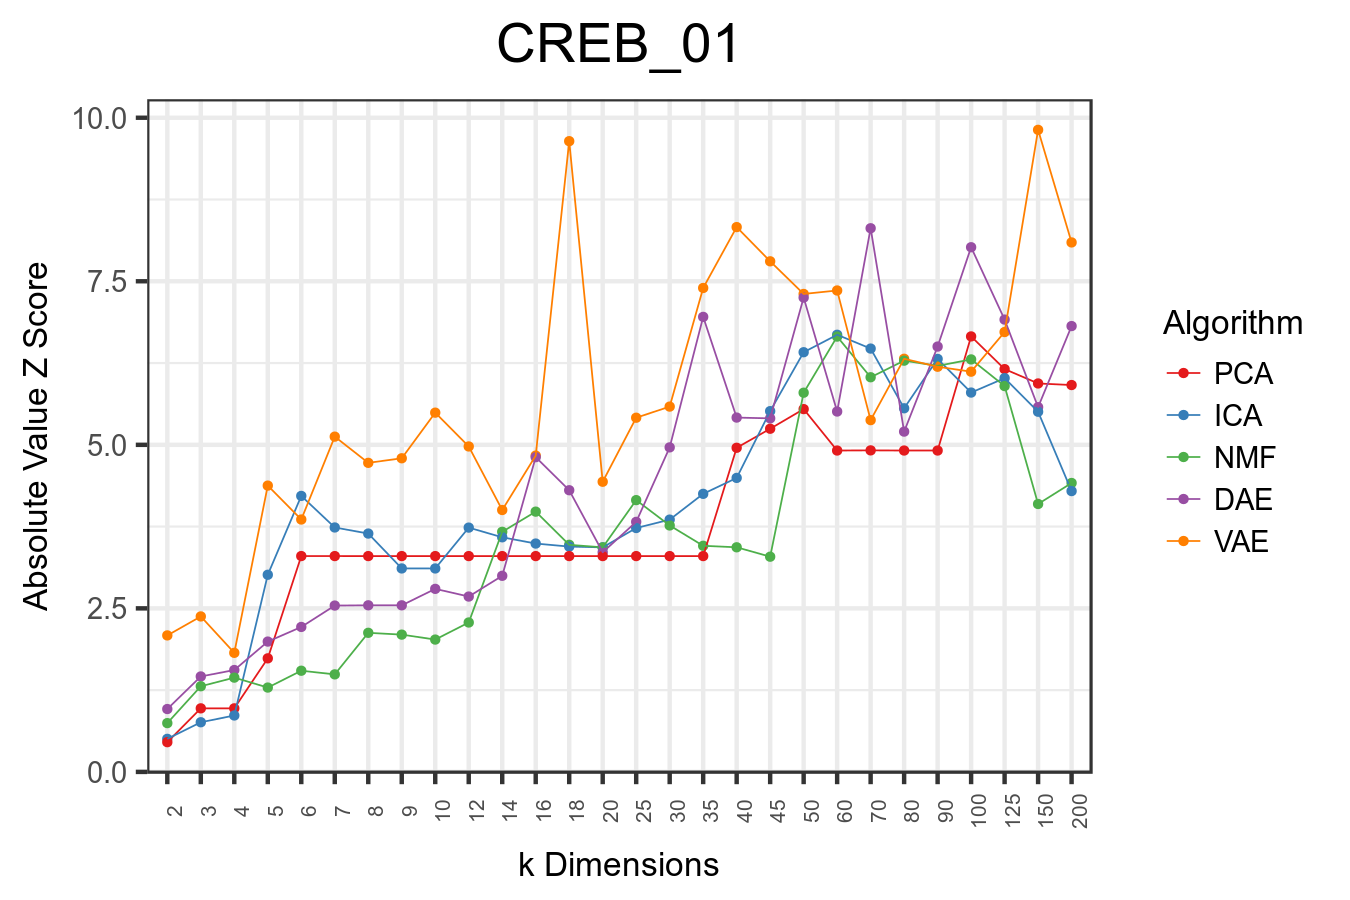 CREB_01
10.0
7.5
5.0
2.5
0.0
Absolute Value Z Score
2 3 4 5 6 7 8 9 10 12 14 16 18 20 25 30 35 40 45 50 60 70 80 90 100 125 150 200
k Dimensions
Algorithm
PCA
ICA
NMF
DAE
VAE